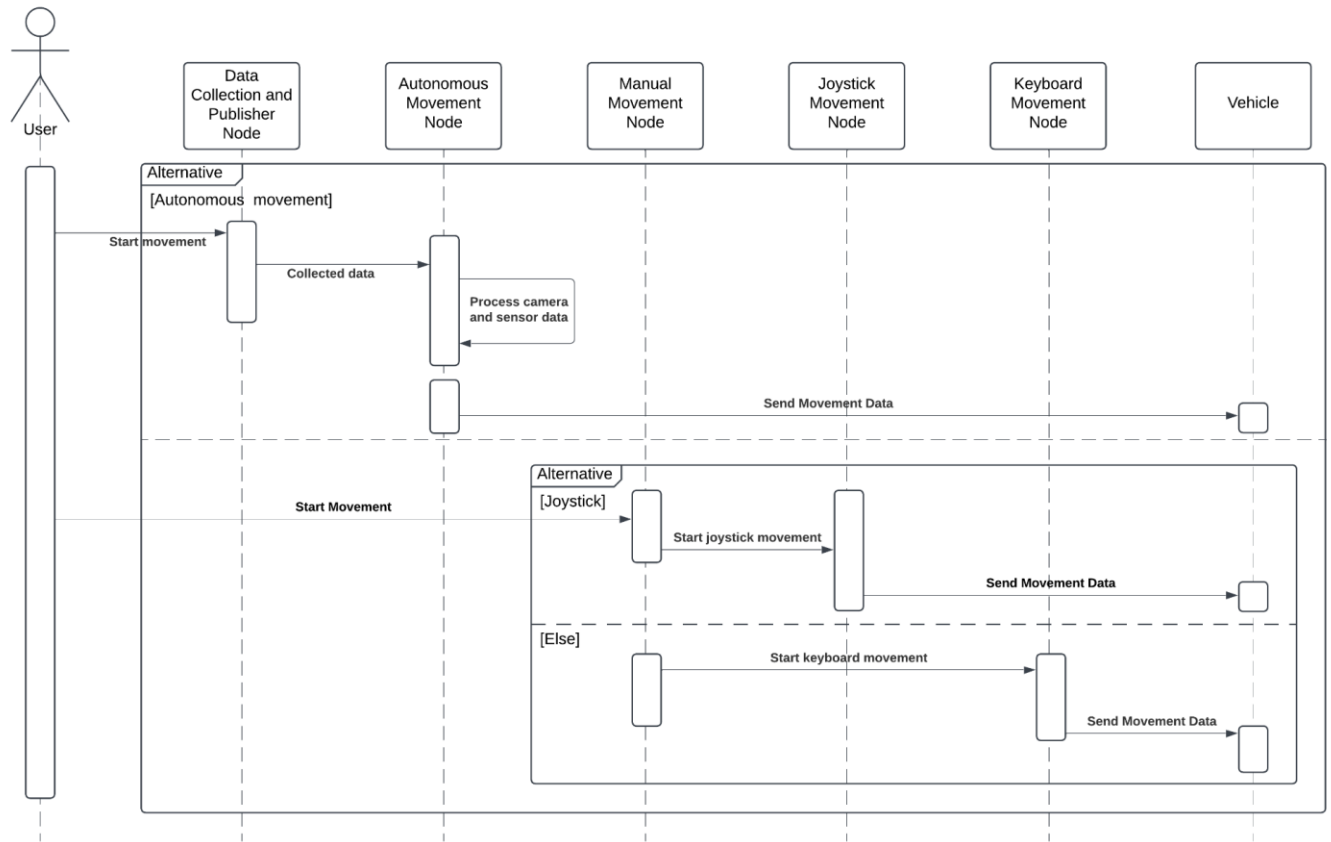 User
Data
Collection and
Publisher
Node
Autonomous
Movement
Node
Manual
Movement
Node
Joystick
Movement
Node
Keyboard
Movement
Node
Vehicle
Alternative
[Autonomous movement]
Start movement
Collected data
Process camera
and sensor data
Send Movement Data
Alternative
[Joystick]
Start Movement
Start joystick movement
Send Movement Data
[Else]
Start keyboard movement
Send Movement Data